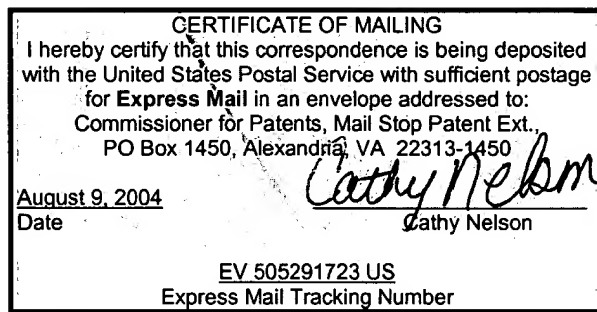 CERTIFICATE OF MAILING
I hereby certify that this correspondence is being deposited
with the United States Postal Service with sufficient postage
for Express Mail in an envelope addressed to:
Commissioner for Patents, Mail Stop Patent Ext.,
PO Box 1450, Alexandria, VA 22313-1450
Cathy Nelson
August 9, 2004
Date Cathy Nelson
EV 505291723 US
Express Mail Tracking Number